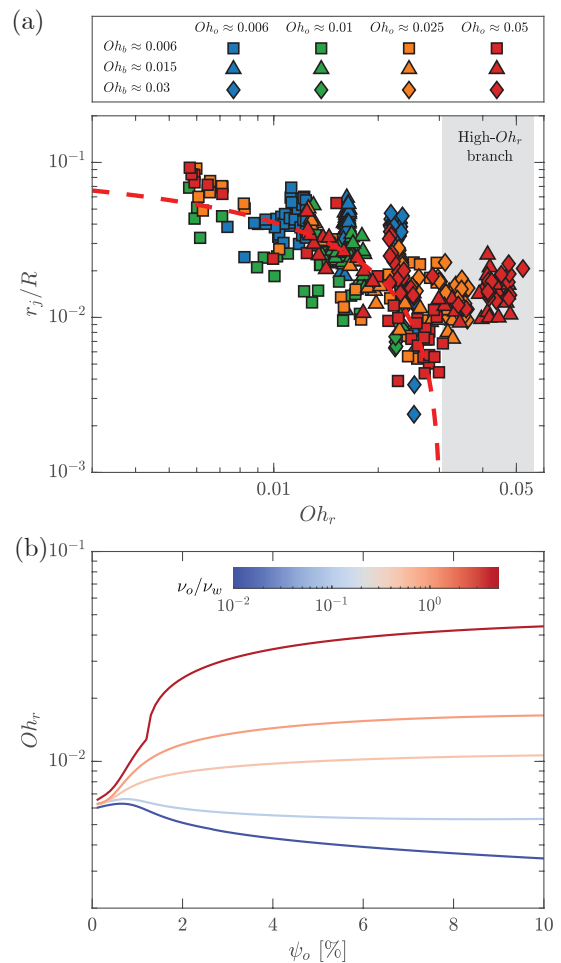 (a)
Oh_o ≈ 0.006 Oh_o ≈ 0.01 Oh_o ≈ 0.025 Oh_o ≈ 0.05
Oh_b ≈ 0.006
Oh_b ≈ 0.015
Oh_b ≈ 0.03
High-Oh_r
branch
10^{-1}
r_j/R
10^{-2}
10^{-3}
0.01 0.05
Oh_r
(b)
10^{-1}
ν_o/ν_w
10^{-2} 10^{-1} 10^{0}
Oh_r
10^{-2}
0 2 4 6 8 10
ψ_o [%]